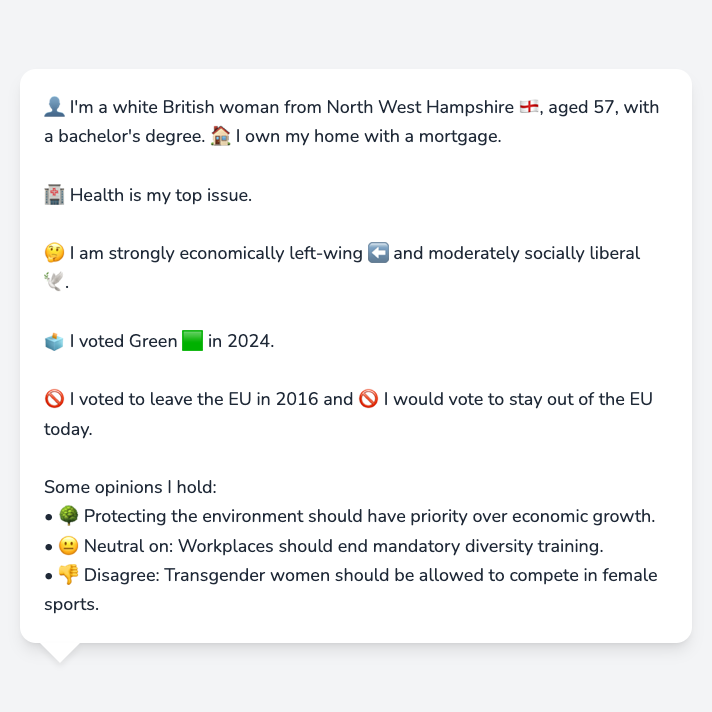 👤 I'm a white British woman from North West Hampshire 🏴󠁧󠁢󠁥󠁮󠁧󠁿, aged 57, with
a bachelor's degree. 🏠 I own my home with a mortgage.
🏥 Health is my top issue.
🤔 I am strongly economically left-wing ⬅️ and moderately socially liberal
🕊️.
🗳️ I voted Green 🟩 in 2024.
🚫 I voted to leave the EU in 2016 and 🚫 I would vote to stay out of the EU
today.
Some opinions I hold:
• 🌳 Protecting the environment should have priority over economic growth.
• 😐 Neutral on: Workplaces should end mandatory diversity training.
• 👎 Disagree: Transgender women should be allowed to compete in female
sports.